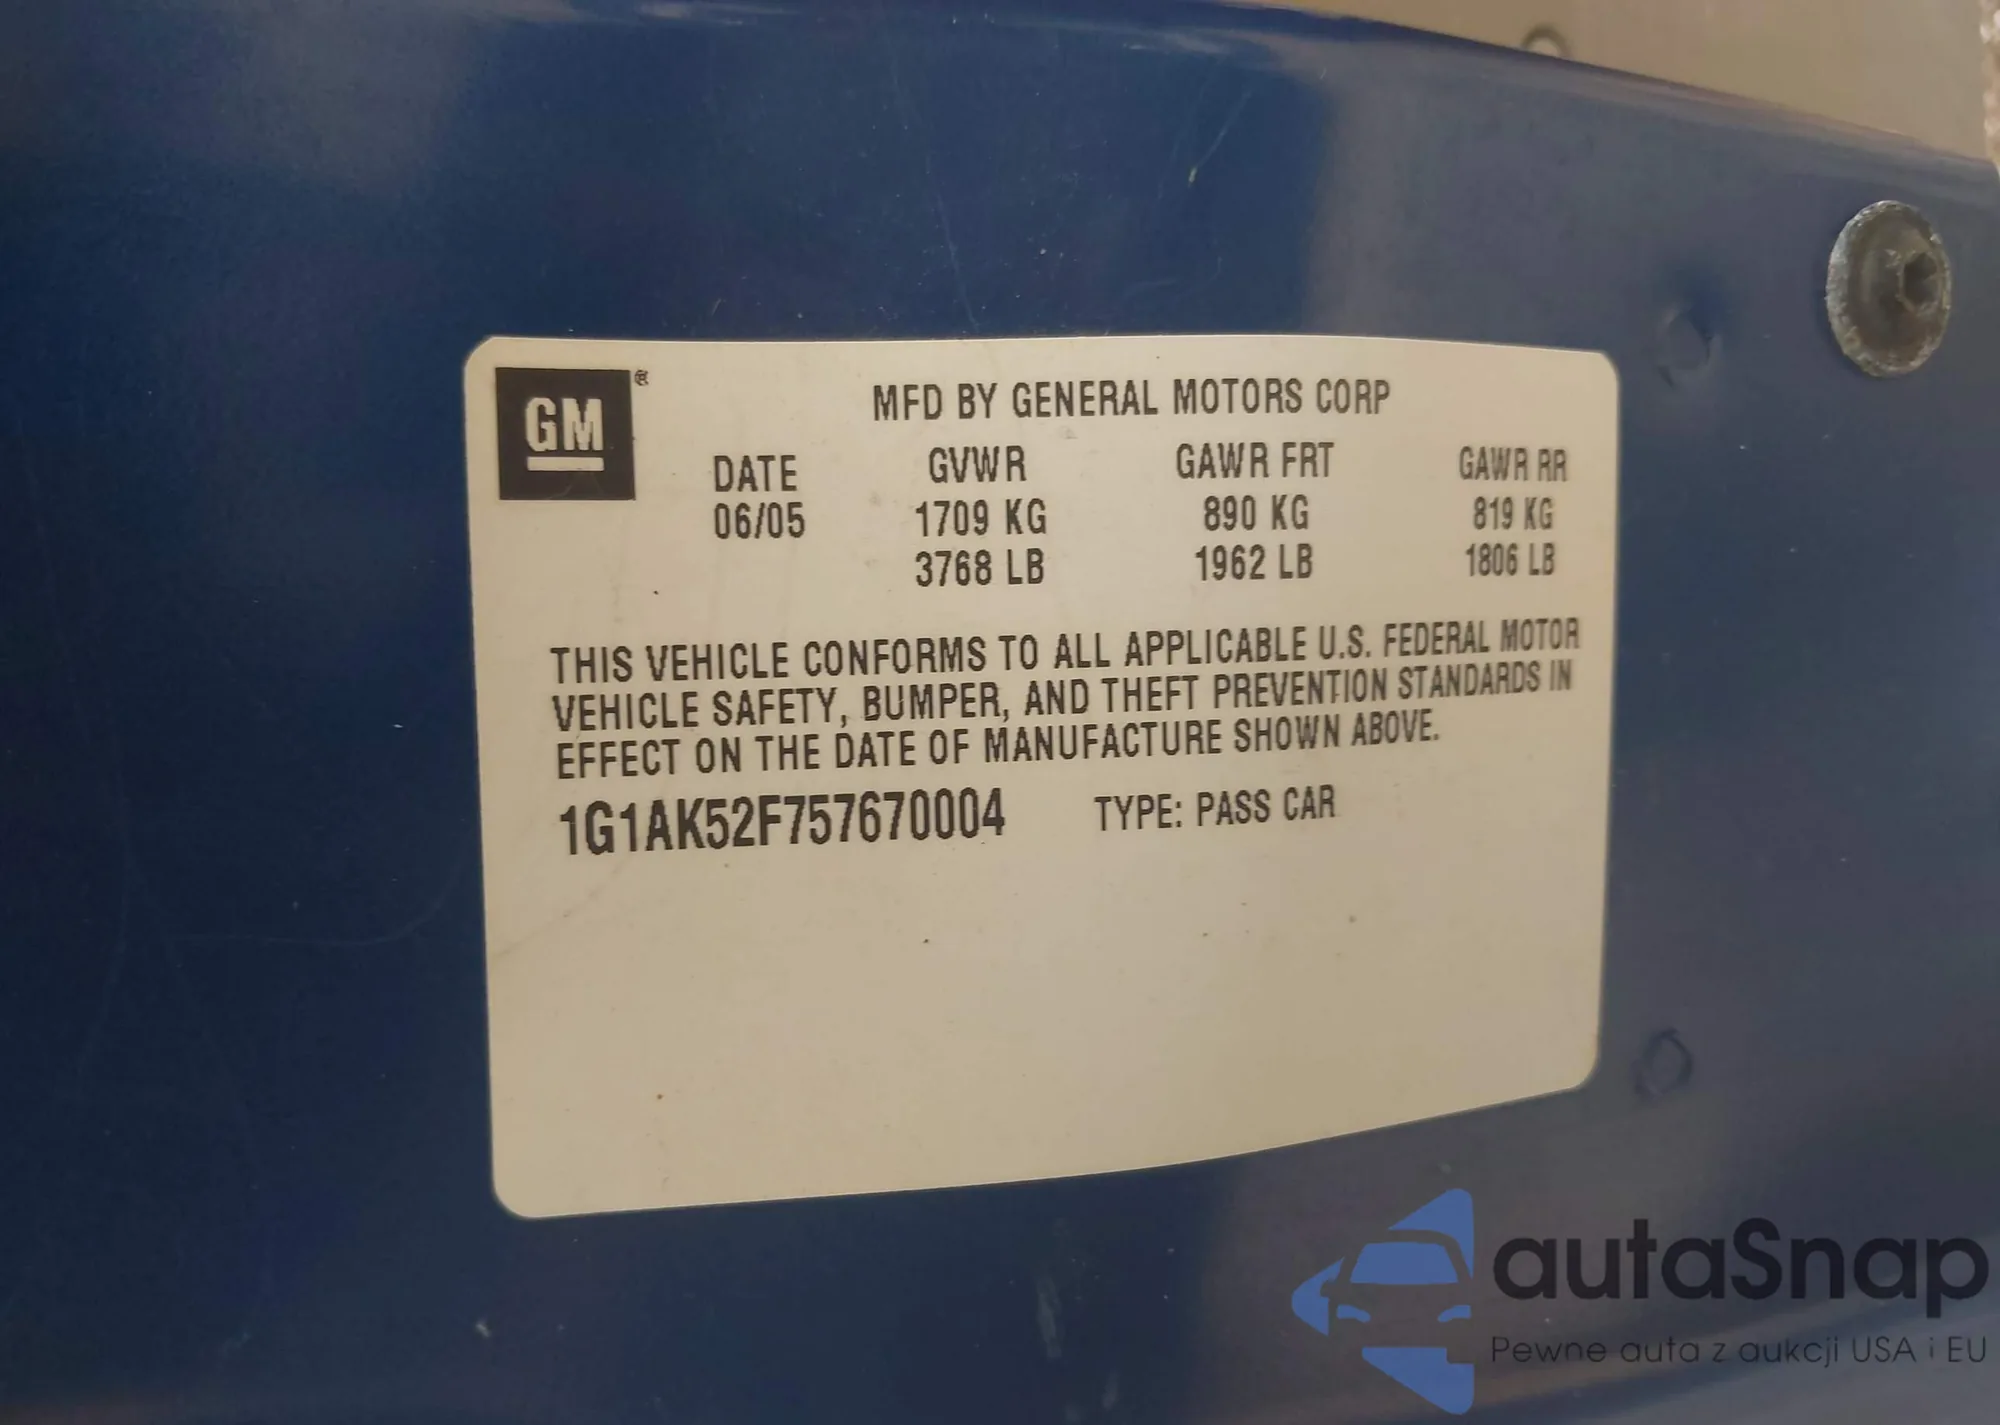 GM ®
MFD BY GENERAL MOTORS CORP
DATE GVWR GAWR FRT GAWR RR
06/05 1709 KG 890 KG 819 KG
3768 LB 1962 LB 1806 LB
THIS VEHICLE CONFORMS TO ALL APPLICABLE U.S. FEDERAL MOTOR
VEHICLE SAFETY, BUMPER, AND THEFT PREVENTION STANDARDS IN
EFFECT ON THE DATE OF MANUFACTURE SHOWN ABOVE.
1G1AK52F757670004 TYPE: PASS CAR
autaSnap
Pewne auta z aukcji USA i EU